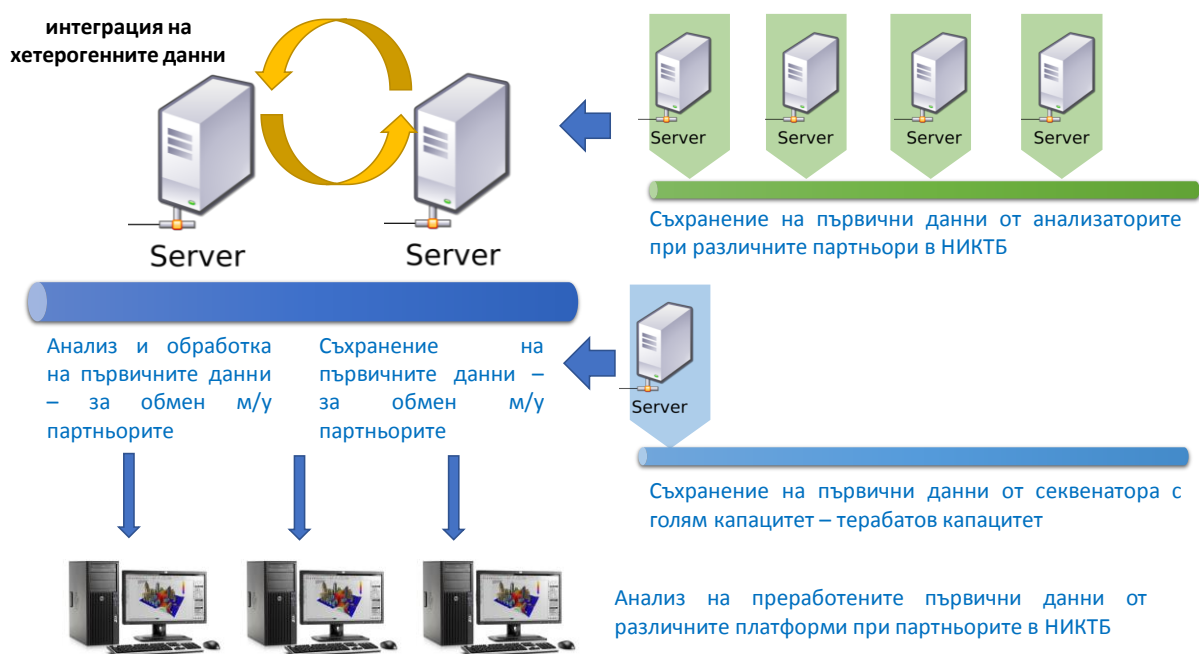 интеграция на
хетерогенните данни
Server
Server
Server
Server
Server
Server
Съхранение на първични данни от анализаторите
при различните партньори в НИКТБ
Анализ и обработка
на първичните данни
– за обмен м/у
партньорите
Съхранение на
първичните данни –
за обмен м/у
партньорите
Server
Съхранение на първични данни от секвенатора с
голям капацитет – терабатов капацитет
Анализ на преработените първични данни от
различните платформи при партньорите в НИКТБ